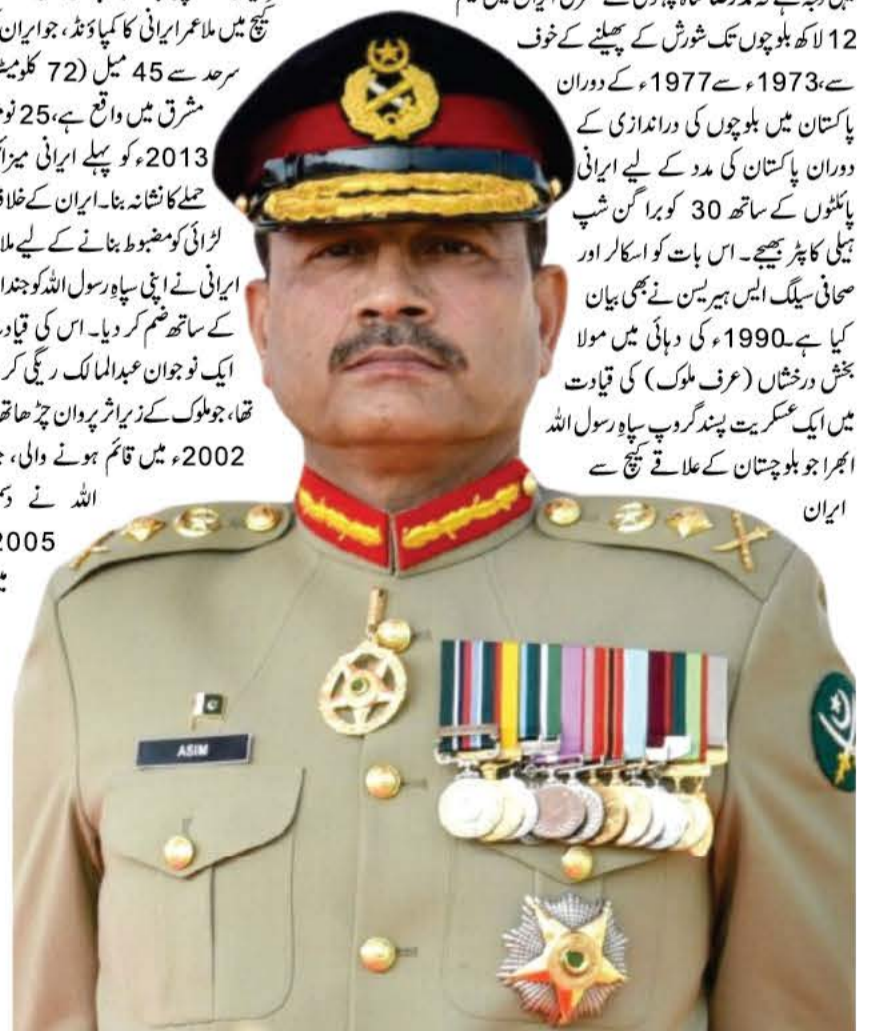 12 لاکھ بلوچوں تک شورش کے پھیلنے کے خوف
سے،1973ء سے1977ء کے دوران
پاکستان میں بلوچوں کی دراندازی کے
دوران پاکستان کی مدد کے لیے ایرانی
پائلٹوں کے ساتھ 30 کوبرا گن شپ
ہیلی کاپٹر بھیجے۔ اس بات کو اسکالر اور
صحافی سیلگ ایس ہیریسن نے بھی بیان
کیا ہے۔1990ء کی دہائی میں مولا
بخش درخشاں (عرف ملوک) کی قیادت
میں ایک عسکریت پسند گروپ سپاہِ رسول اللہ
ابھرا جو بلوچستان کے علاقے کیچ سے
ایران
کیچ میں ملا عمر ایرانی کا کمپاؤنڈ، جو ایران
سرحد سے 45 میل (72 کلومیٹر
مشرق میں واقع ہے،25 نو
2013ء کو پہلے ایرانی میزا
حملے کا نشانہ بنا۔ایران کے خلاف
لڑائی کو مضبوط بنانے کے لیے ملا
ایرانی نے اپنی سپاہِ رسول اللہ کو جندا
کے ساتھ ضم کر دیا۔ اس کی قیادت
ایک نوجوان عبدالمالک ریگی کر
تھا، جو ملوک کے زیراثر پروان چڑھا تھا
2002ء میں قائم ہونے والی،
اللہ نے دسم
2005
ASIM